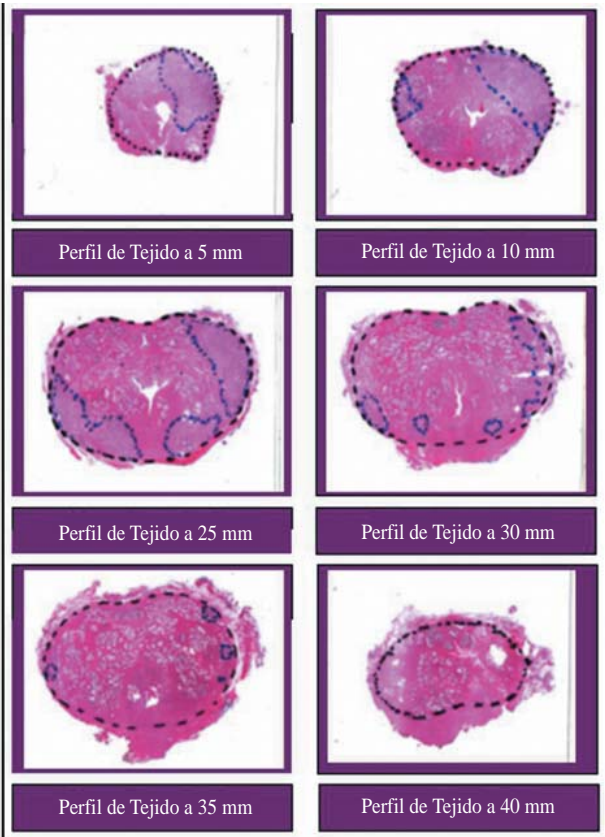 Perfil de Tejido a 5 mm
Perfil de Tejido a 10 mm
Perfil de Tejido a 25 mm
Perfil de Tejido a 30 mm
Perfil de Tejido a 35 mm
Perfil de Tejido a 40 mm